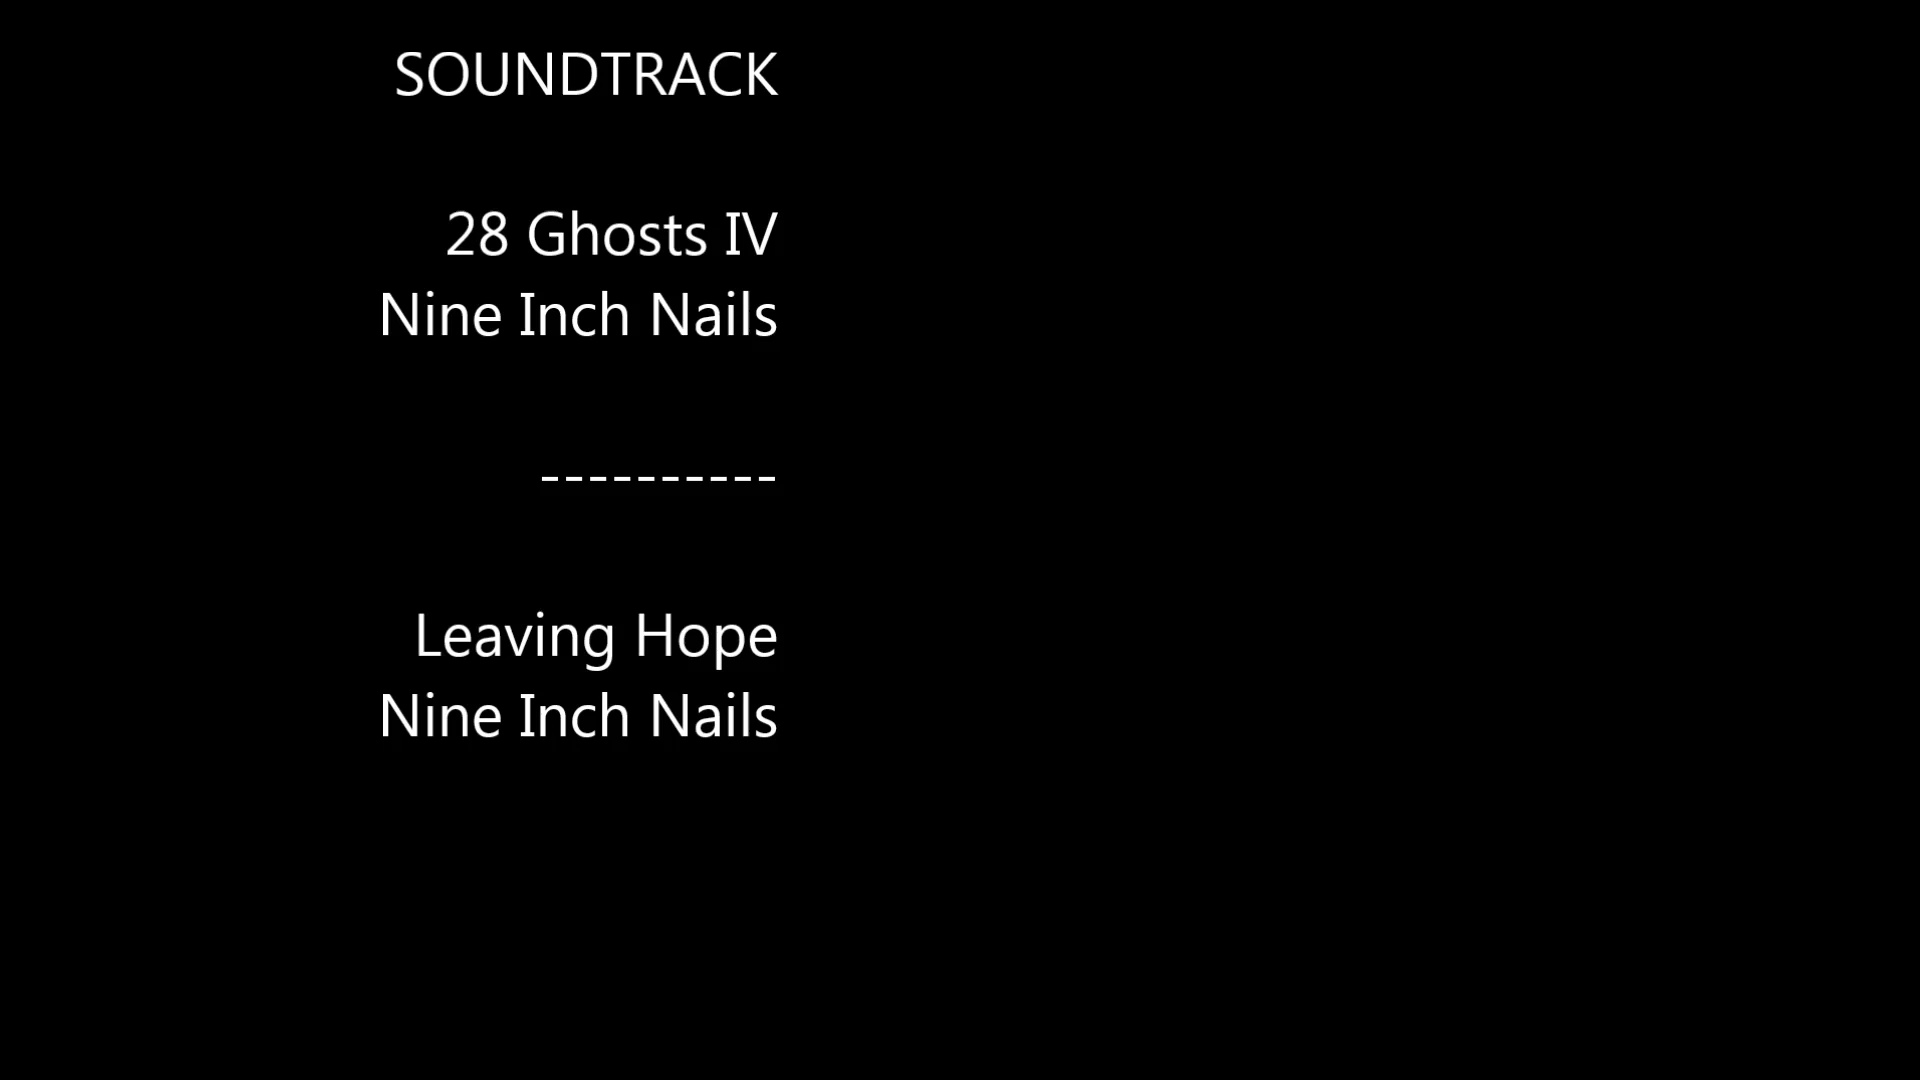 SOUNDTRACK
28 Ghosts IV
Nine Inch Nails
----------
Leaving Hope
Nine Inch Nails